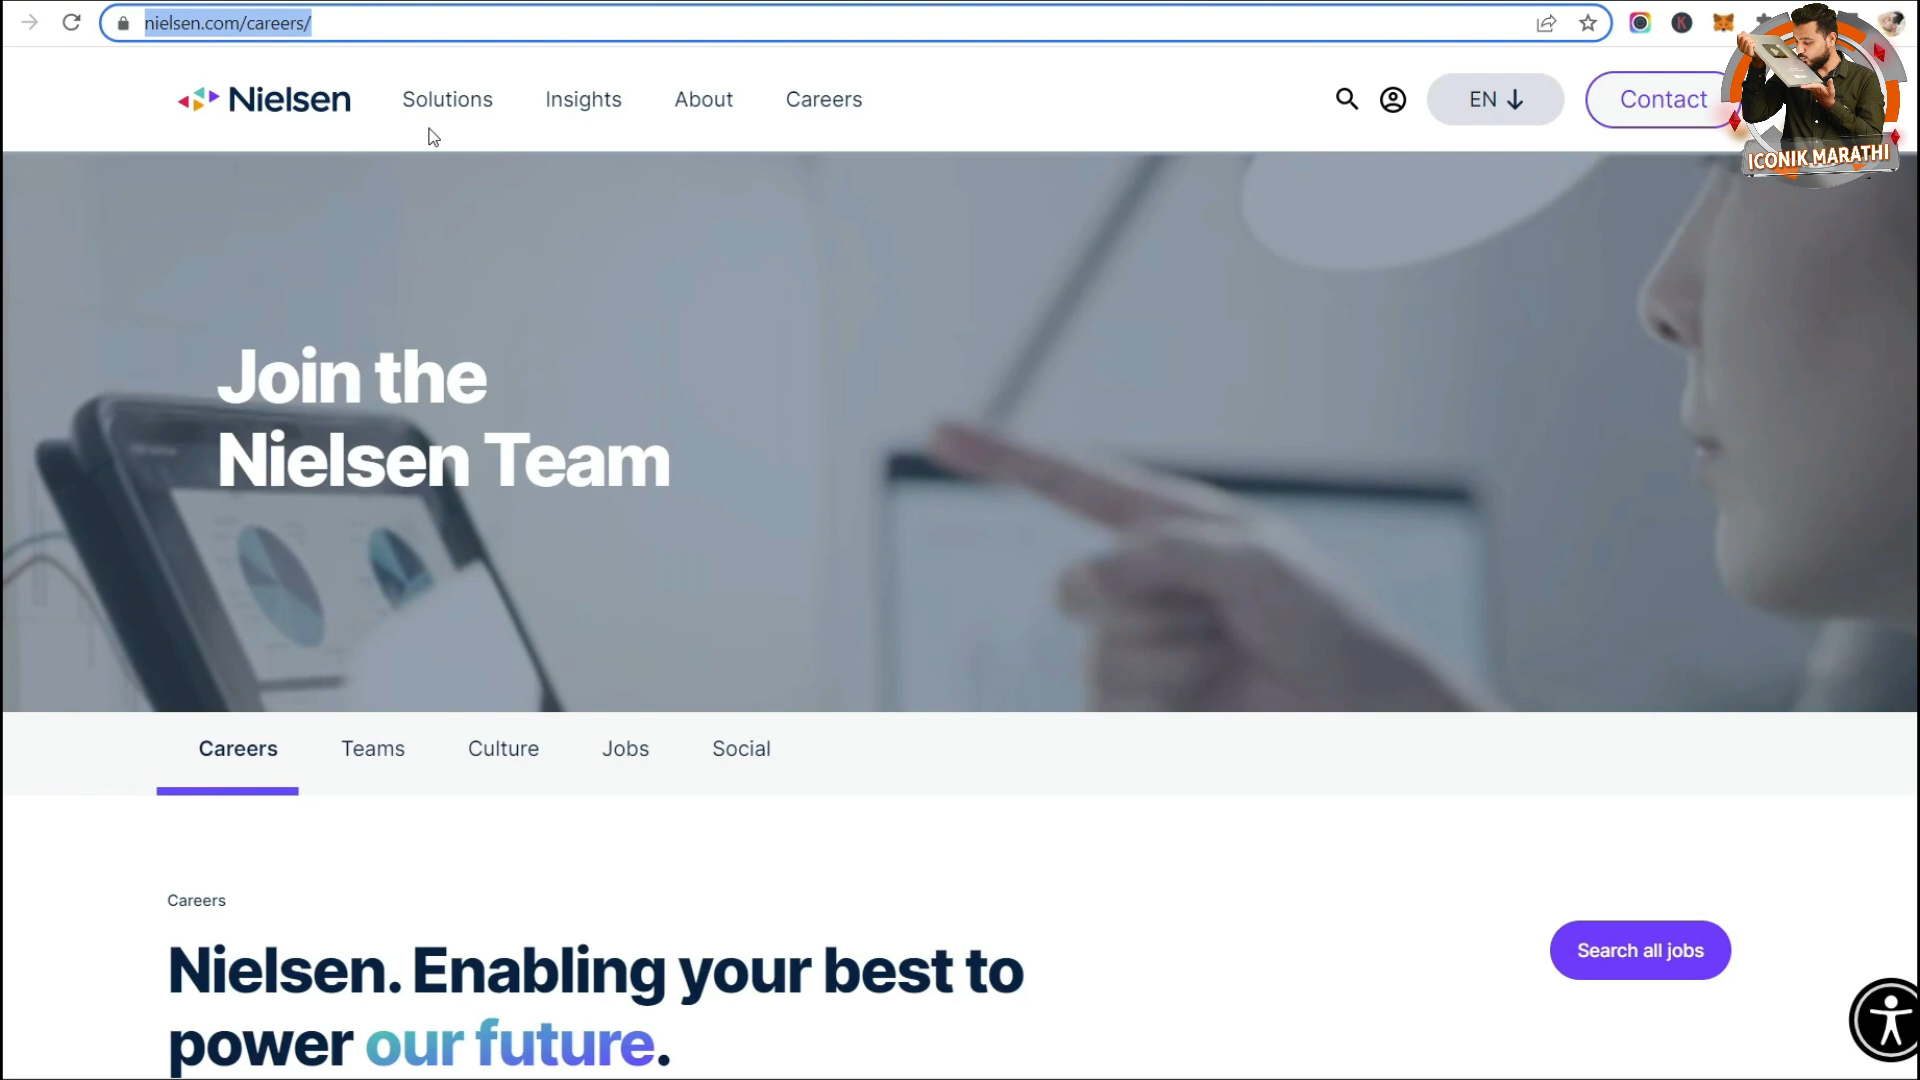 nielsen.com/careers/
Nielsen
Solutions
Insights
About
Careers
EN
Contact
ICONIK MARATHI
Join the
Nielsen Team
Careers
Teams
Culture
Jobs
Social
Careers
Nielsen. Enabling your best to
power our future.
Search all jobs